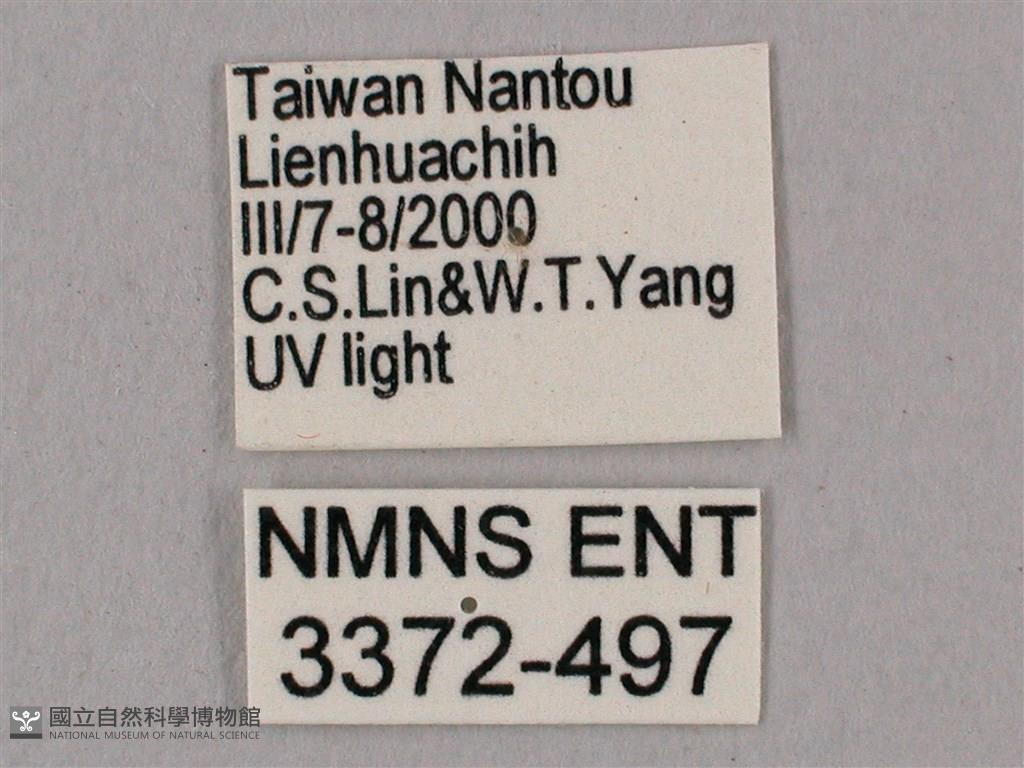 Taiwan Nantou
Lienhuachih
III/7-8/2000
C.S.Lin&W.T.Yang
UV light
NMNS ENT
3372-497
國立自然科學博物館
NATIONAL MUSEUM OF NATURAL SCIENCE